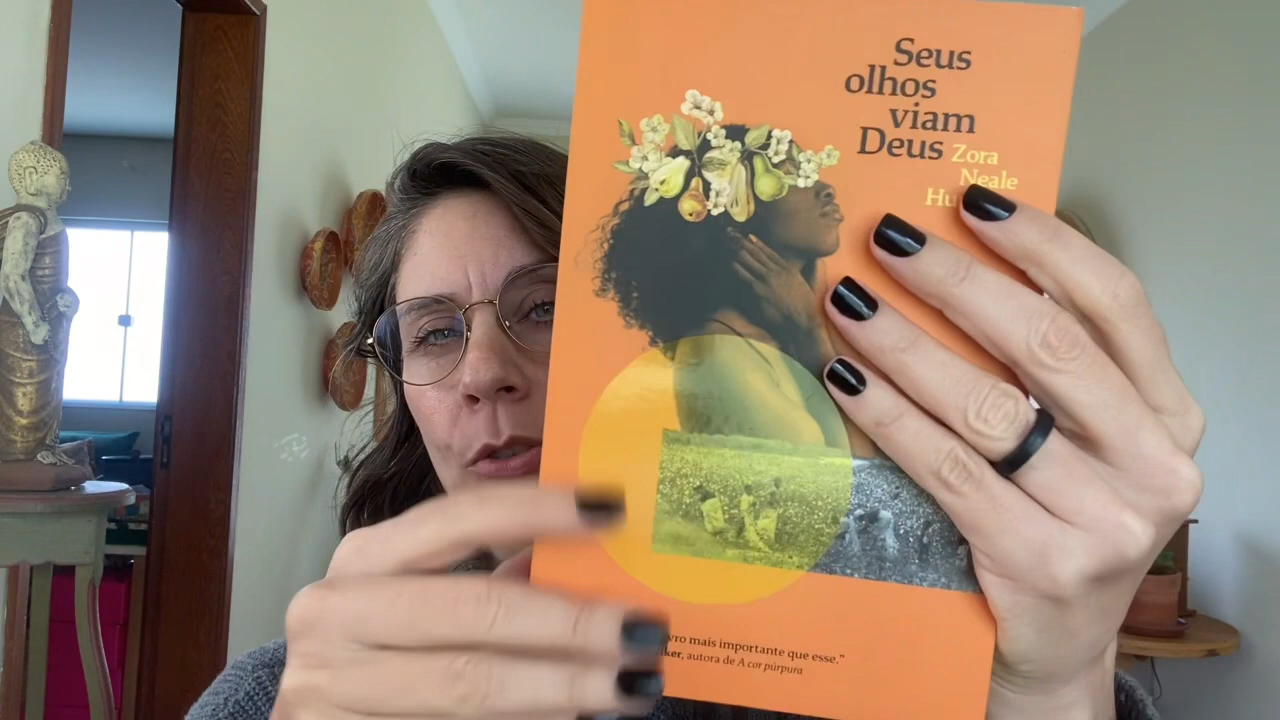 Seus
olhos
viam
Deus
Zora
Neale
mais importante que esse.”
autora de A cor púrpura